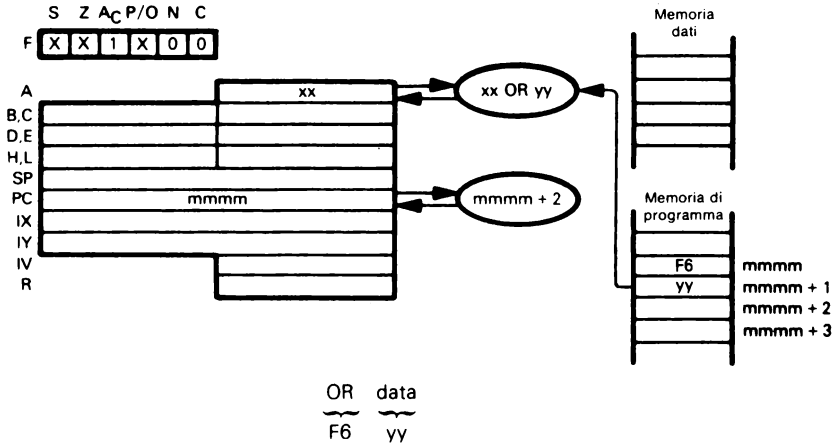 S Z AC P/O N C
F X X 1 X 0 0
Memoria
dati
A xx
xx OR yy
B,C
D,E
H,L
SP
PC mmmm
mmmm + 2
IX
IY
IV
R
Memoria di
programma
F6 mmmm
yy mmmm + 1
mmmm + 2
mmmm + 3
OR data
F6 yy